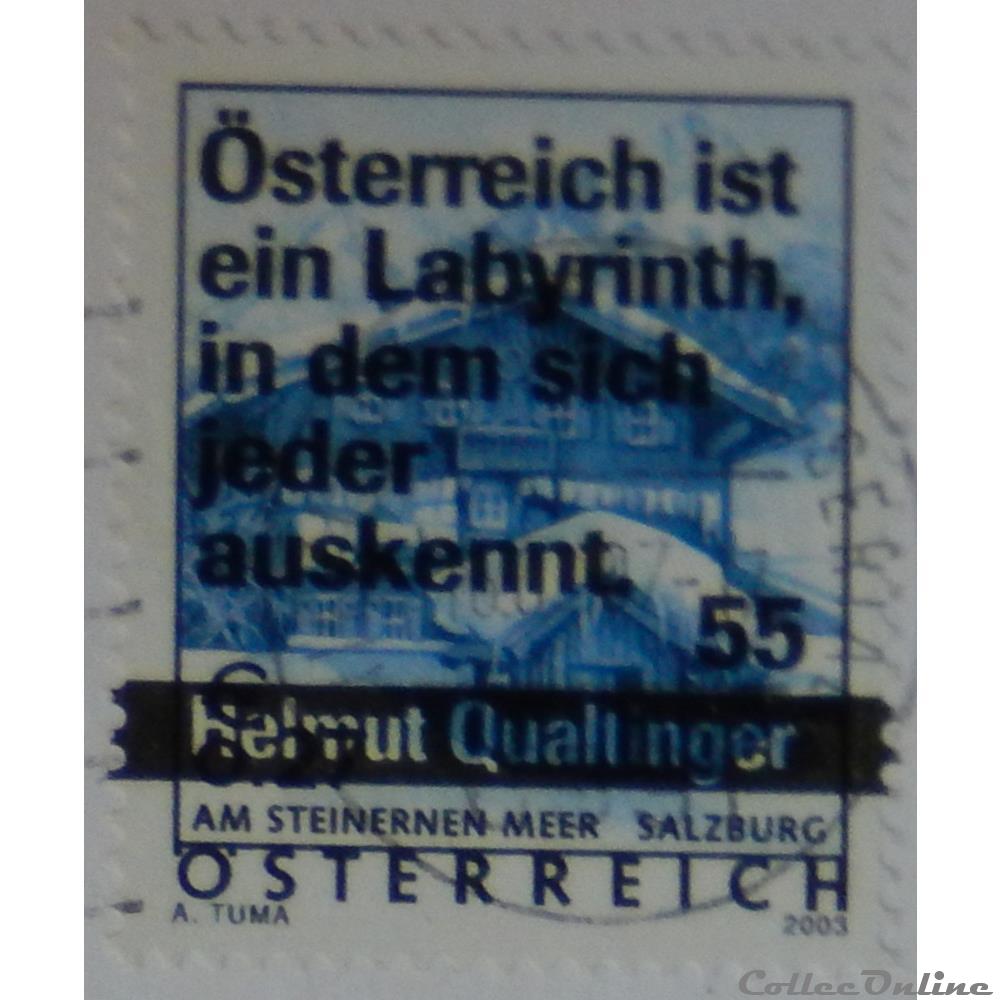 Österreich ist
ein Labyrinth,
in dem sich
jeder
auskennt.
55
Helmut Qualtinger
AM STEINERNEN MEER SALZBURG
ÖSTERREICH
A. TUMA 2003
CollecOnline